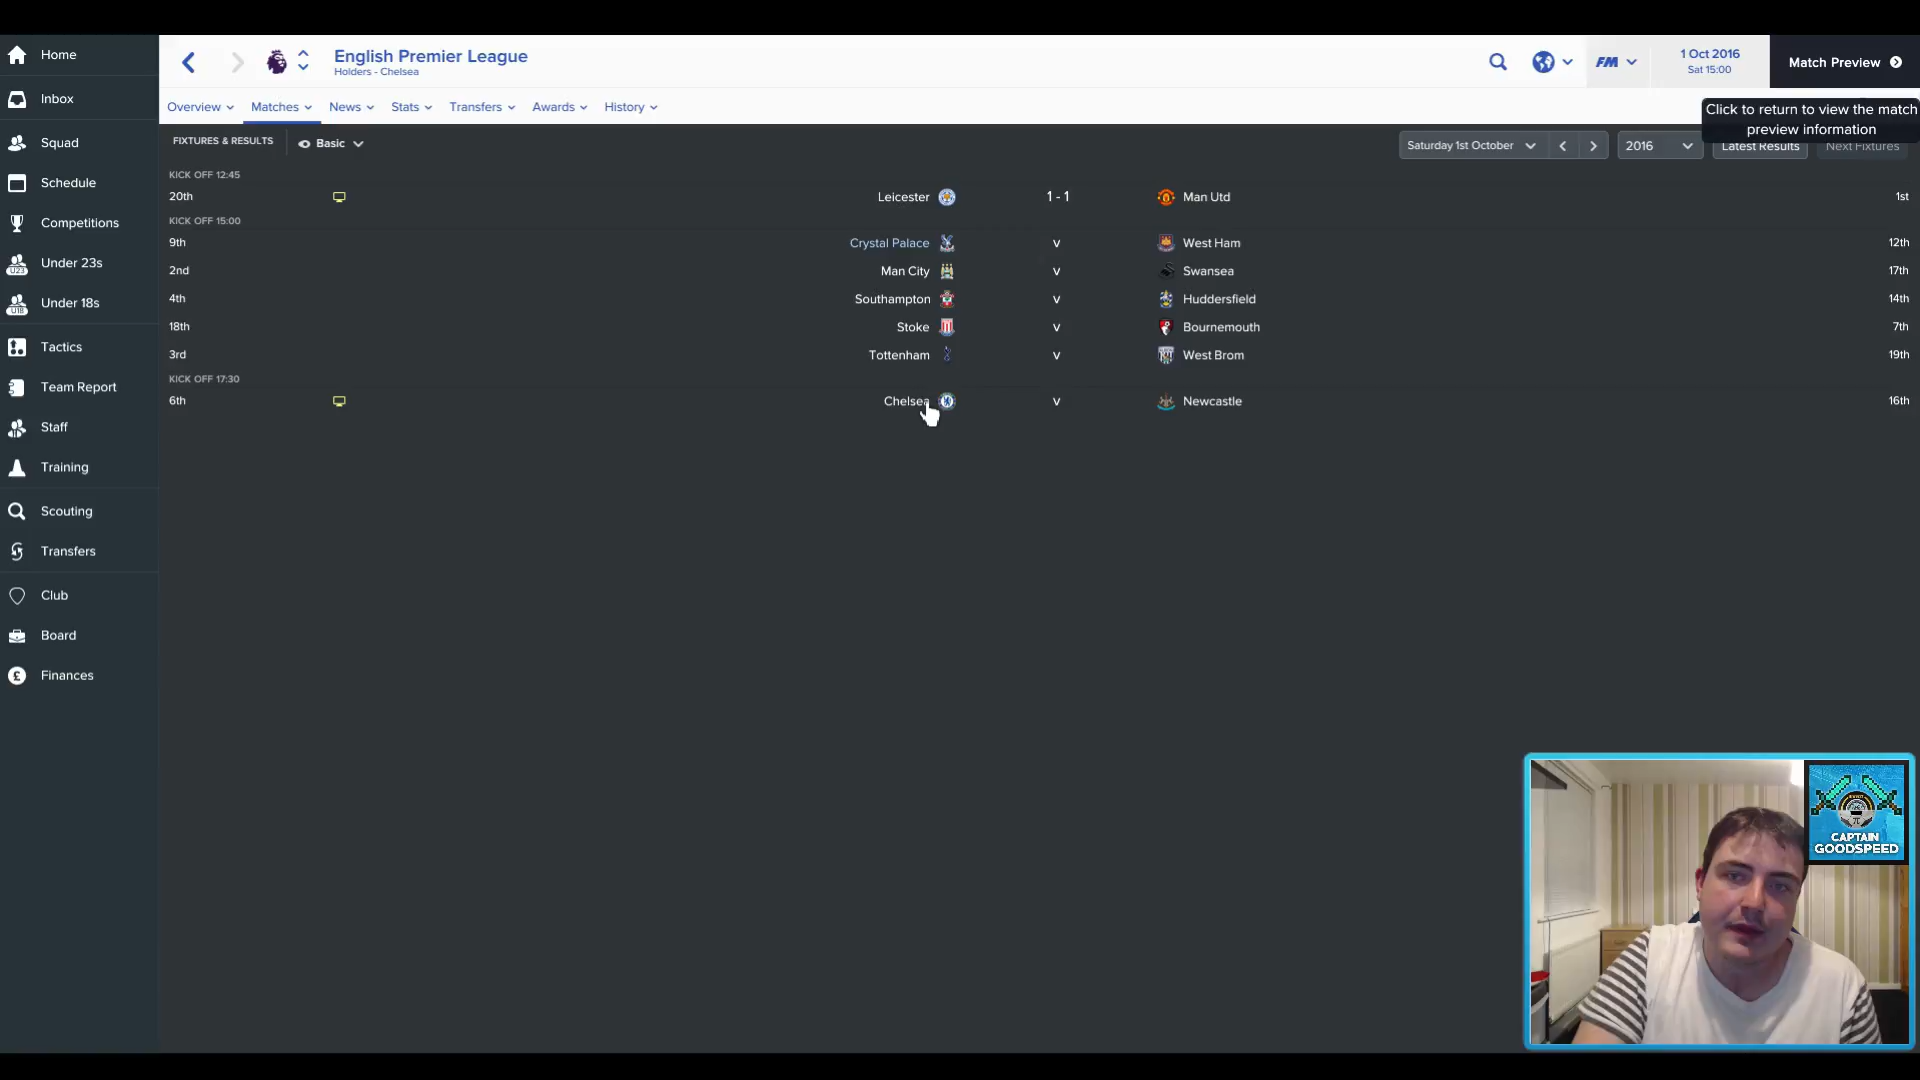 Home
Inbox
Squad
Schedule
Competitions
Under 23s
Under 18s
Tactics
Team Report
Staff
Training
Scouting
Transfers
Club
Board
Finances
English Premier League
Holders - Chelsea
FM
1 Oct 2016
Sat 15:00
Match Preview
Overview Matches News Stats Transfers Awards History
Click to return to view the match
preview information
FIXTURES & RESULTS Basic
Saturday 1st October 2016 Latest Results Next Fixtures
KICK OFF 12:45
20th Leicester 1 - 1 Man Utd 1st
KICK OFF 15:00
9th Crystal Palace v West Ham 12th
2nd Man City v Swansea 17th
4th Southampton v Huddersfield 14th
18th Stoke v Bournemouth 7th
3rd Tottenham v West Brom 19th
KICK OFF 17:30
6th Chelsea v Newcastle 16th
CAPTAIN
GOODSPEED